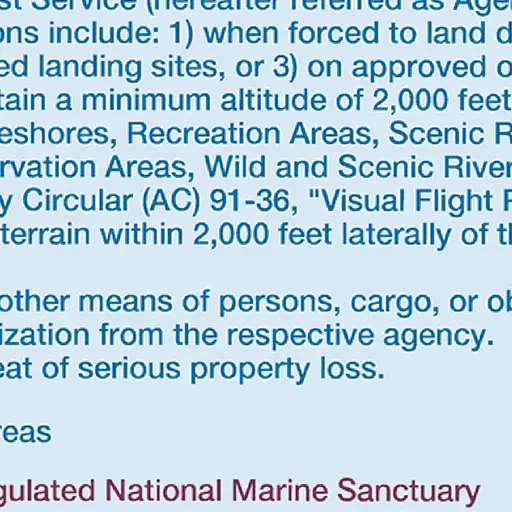 st Service (hereafter referred as Agen
ons include: 1) when forced to land d
ed landing sites, or 3) on approved o
tain a minimum altitude of 2,000 feet
eshores, Recreation Areas, Scenic R
rvation Areas, Wild and Scenic River
y Circular (AC) 91-36, "Visual Flight R
terrain within 2,000 feet laterally of th
other means of persons, cargo, or ob
ization from the respective agency.
eat of serious property loss.
reas
gulated National Marine Sanctuary